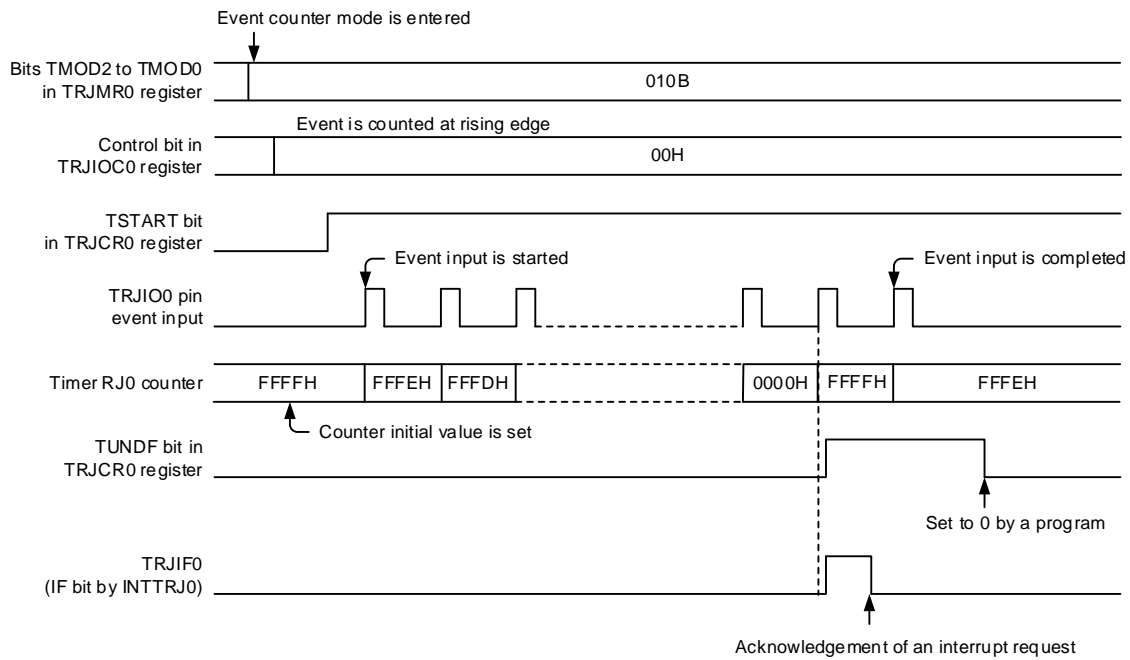 Event counter mode is entered
Bits TMOD2 to TMOD0
in TRJMR0 register
010B
Event is counted at rising edge
Control bit in
TRJIOC0 register
00H
TSTART bit
in TRJCR0 register
Event input is started
Event input is completed
TRJIO0 pin
event input
Timer RJ0 counter
FFFFH
FFFEH
FFFDH
0000H
FFFFH
FFFEH
Counter initial value is set
TUNDF bit in
TRJCR0 register
Set to 0 by a program
TRJIF0
(IF bit by INTTRJ0)
Acknowledgement of an interrupt request